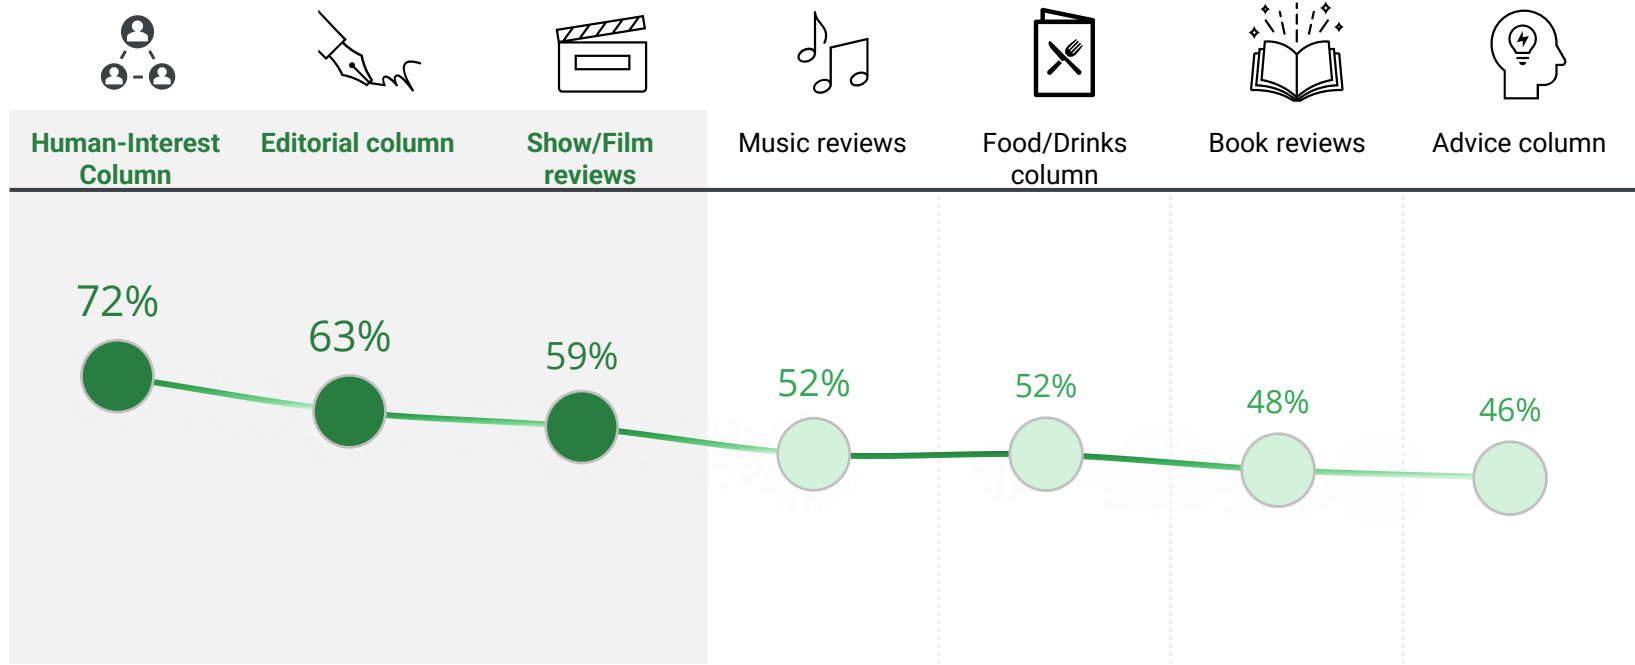 Human-Interest
Column
Editorial column
Show/Film
reviews
Music reviews
Food/Drinks
column
Book reviews
Advice column
72%
63%
59%
52%
52%
48%
46%